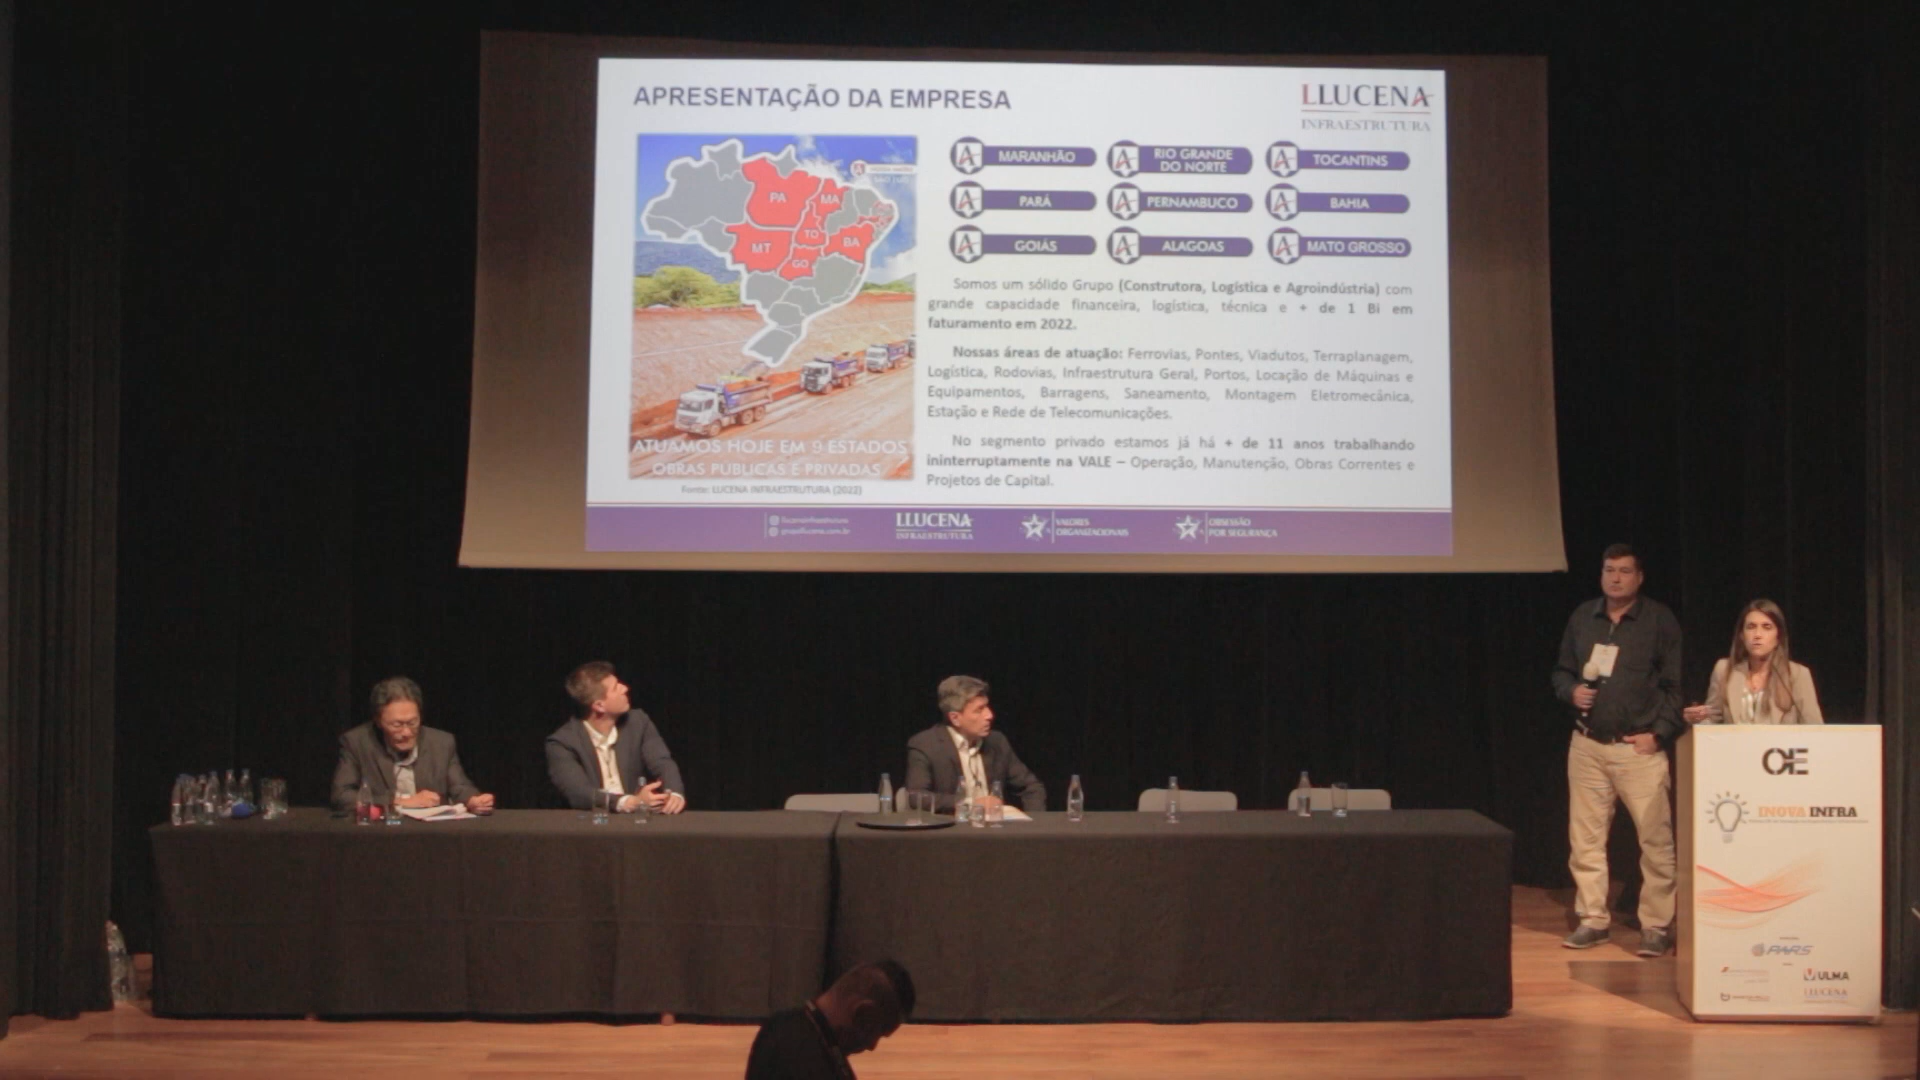 APRESENTAÇÃO DA EMPRESA
LLUCENA
INFRAESTRUTURA
PA
MA
TO
MT
BA
GO
ATUAMOS HOJE EM 9 ESTADOS
OBRAS PÚBLICAS E PRIVADAS
Fonte: LUCENA INFRAESTRUTURA (2022)
MARANHÃO
RIO GRANDE
DO NORTE
TOCANTINS
PARÁ
PERNAMBUCO
BAHIA
GOIÁS
ALAGOAS
MATO GROSSO
Somos um sólido Grupo (Construtora, Logística e Agroindústria) com
grande capacidade financeira, logística, técnica e + de 1 Bi em
faturamento em 2022.
Nossas áreas de atuação: Ferrovias, Pontes, Viadutos, Terraplanagem,
Logística, Rodovias, Infraestrutura Geral, Portos, Locação de Máquinas e
Equipamentos, Barragens, Saneamento, Montagem Eletromecânica,
Estação e Rede de Telecomunicações.
No segmento privado estamos já há + de 11 anos trabalhando
ininterruptamente na VALE – Operação, Manutenção, Obras Correntes e
Projetos de Capital.
LLUCENA
INFRAESTRUTURA
VALORES
ORGANIZACIONAIS
OBSESSÃO
POR SEGURANÇA
OE
INOVA INFRA
PARS
ULMA
LLUCENA